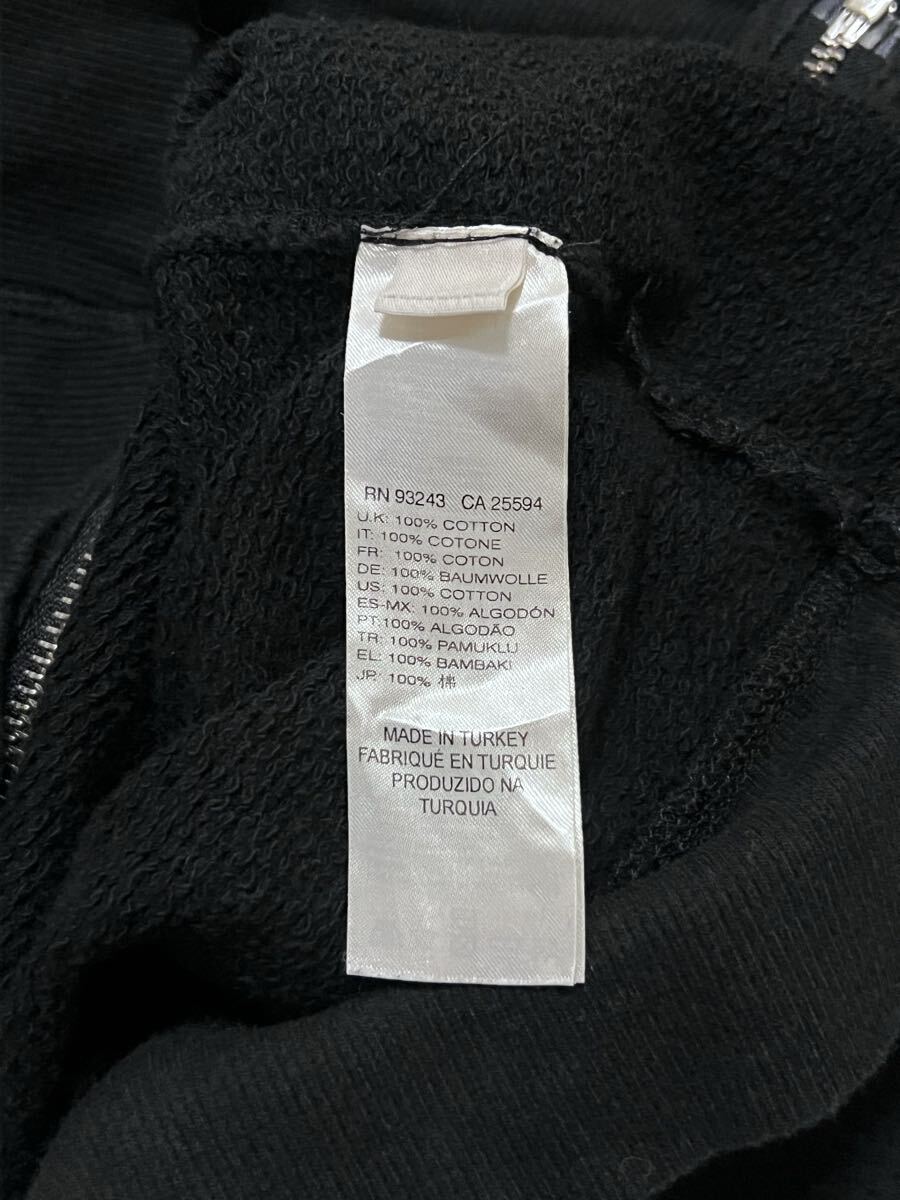 RN 93243 CA 25594
U.K: 100% COTTON
IT: 100% COTONE
FR: 100% COTON
DE: 100% BAUMWOLLE
US: 100% COTTON
ES-MX: 100% ALGODÓN
PT:100% ALGODÃO
TR: 100% PAMUKLU
EL: 100% BAMBAKI
JP: 100% 棉
MADE IN TURKEY
FABRIQUÉ EN TURQUIE
PRODUZIDO NA
TURQUIA